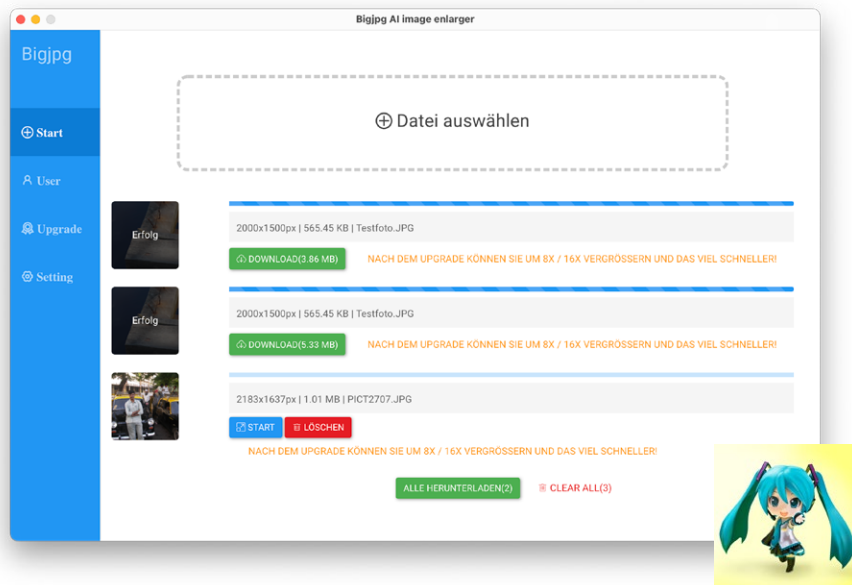 Bigjpg AI image enlarger
Bigjpg
Start
User
Upgrade
Setting
Datei auswählen
Erfolg
2000x1500px | 565.45 KB | Testfoto.JPG
DOWNLOAD(3.86 MB)
NACH DEM UPGRADE KÖNNEN SIE UM 8X / 16X VERGRÖSSERN UND DAS VIEL SCHNELLER!
Erfolg
2000x1500px | 565.45 KB | Testfoto.JPG
DOWNLOAD(5.33 MB)
NACH DEM UPGRADE KÖNNEN SIE UM 8X / 16X VERGRÖSSERN UND DAS VIEL SCHNELLER!
2183x1637px | 1.01 MB | PICT2707.JPG
START
LÖSCHEN
NACH DEM UPGRADE KÖNNEN SIE UM 8X / 16X VERGRÖSSERN UND DAS VIEL SCHNELLER!
ALLE HERUNTERLADEN(2)
CLEAR ALL(3)